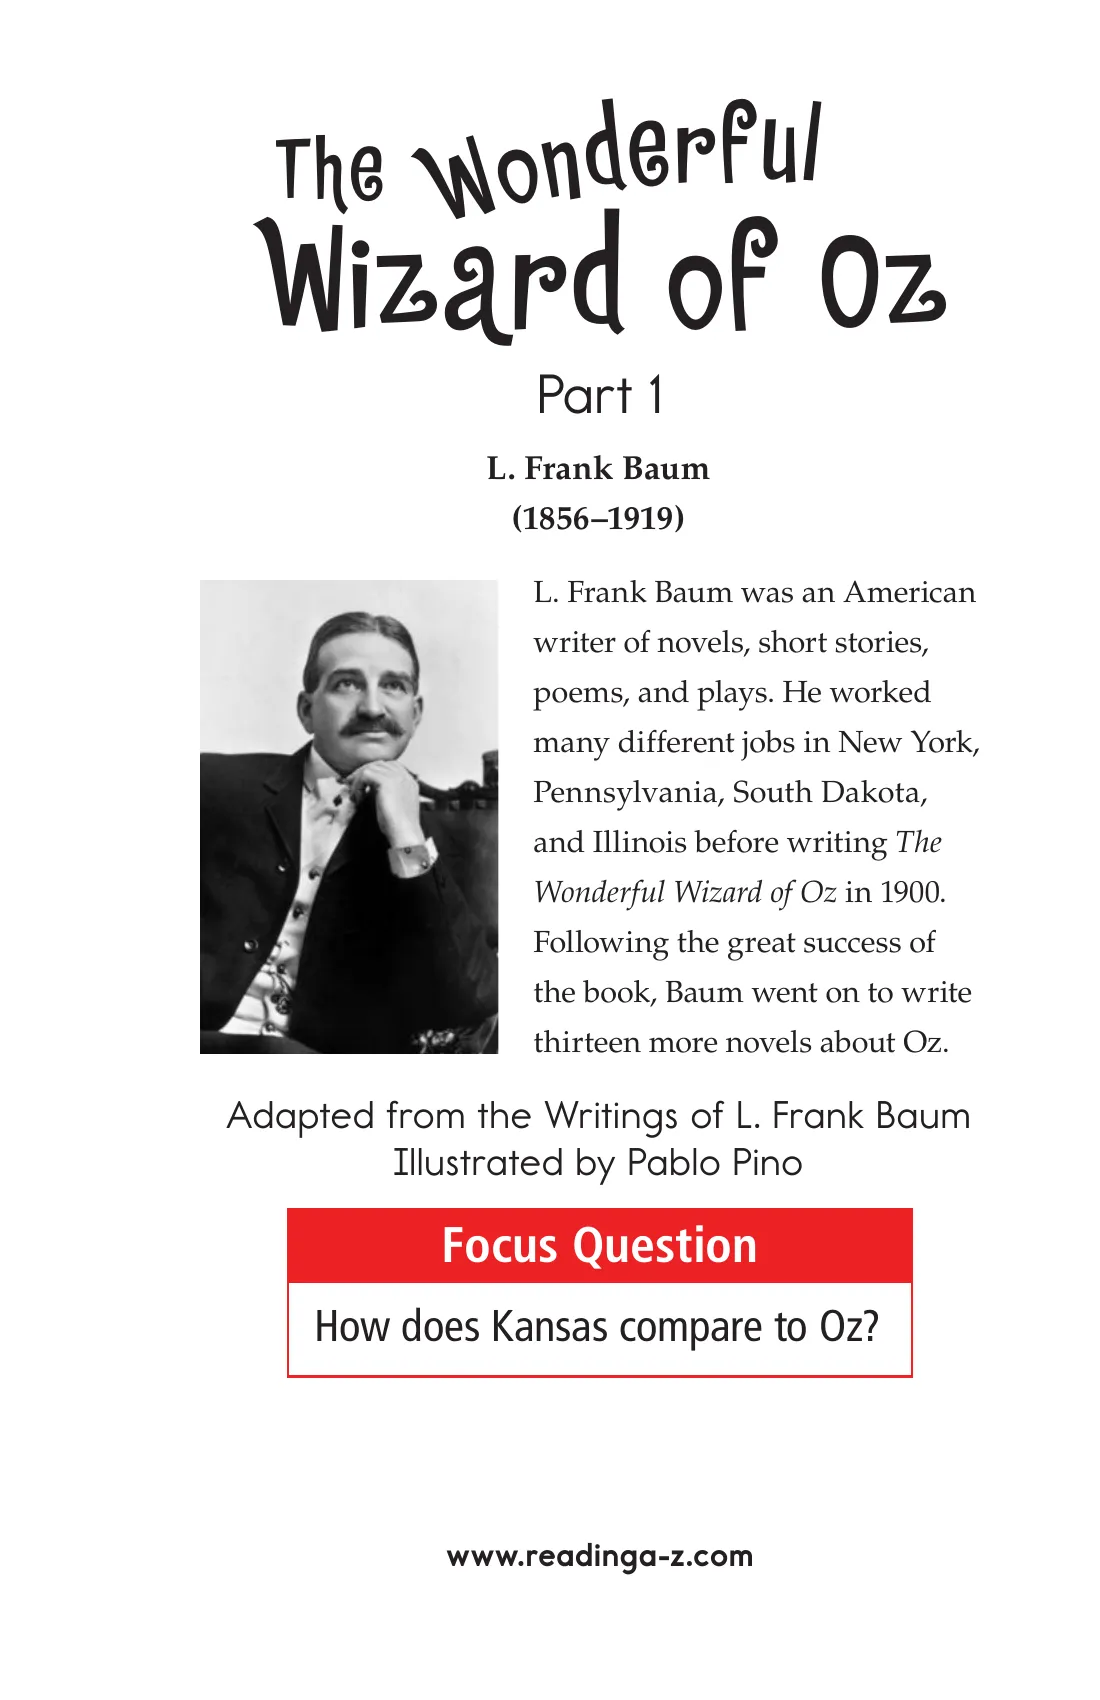 The Wonderful
Wizard of Oz
Part 1
L. Frank Baum
(1856–1919)
L. Frank Baum was an American
writer of novels, short stories,
poems, and plays. He worked
many different jobs in New York,
Pennsylvania, South Dakota,
and Illinois before writing The
Wonderful Wizard of Oz in 1900.
Following the great success of
the book, Baum went on to write
thirteen more novels about Oz.
Adapted from the Writings of L. Frank Baum
Illustrated by Pablo Pino
Focus Question
How does Kansas compare to Oz?
www.readinga-z.com